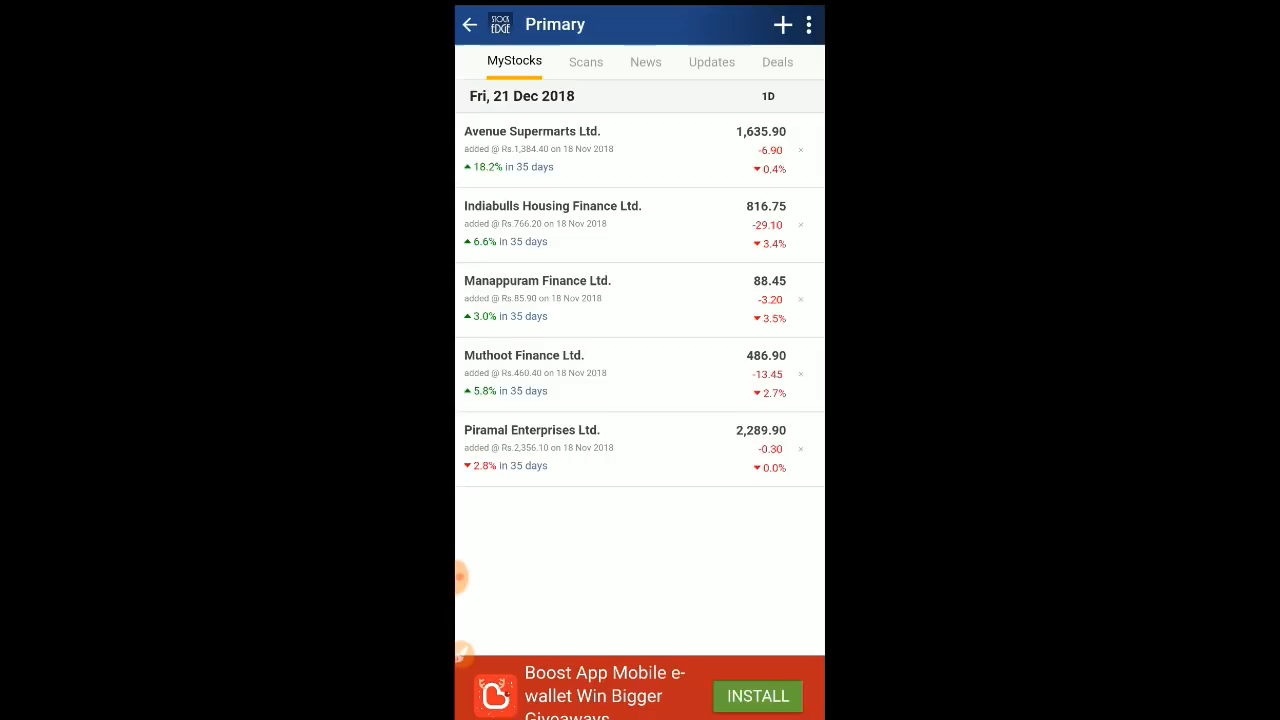 STOCK EDGE
Primary
MyStocks Scans News Updates Deals
Fri, 21 Dec 2018 1D
Avenue Supermarts Ltd. 1,635.90
added @ Rs.1,384.40 on 18 Nov 2018 -6.90 ×
18.2% in 35 days 0.4%
Indiabulls Housing Finance Ltd. 816.75
added @ Rs.766.20 on 18 Nov 2018 -29.10 ×
6.6% in 35 days 3.4%
Manappuram Finance Ltd. 88.45
added @ Rs.85.90 on 18 Nov 2018 -3.20 ×
3.0% in 35 days 3.5%
Muthoot Finance Ltd. 486.90
added @ Rs.460.40 on 18 Nov 2018 -13.45 ×
5.8% in 35 days 2.7%
Piramal Enterprises Ltd. 2,289.90
added @ Rs.2,356.10 on 18 Nov 2018 -0.30 ×
2.8% in 35 days 0.0%
Boost App Mobile e-
wallet Win Bigger
Giveaways
INSTALL